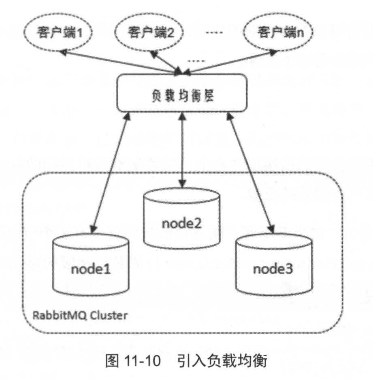 客户端1 客户端2 ---- 客户端n
----
负载均衡层
node2
node1 node3
RabbitMQ Cluster
图 11-10 引入负载均衡